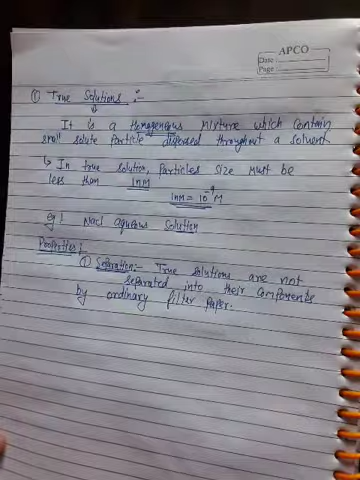 APCO
Date
Page
① True Solutions :-
It is a Homogenous Mixture which contain
small solute particle dispersed throughout a solvent
↳ In true solution, particles size must be
less than 1nm
1nm = 10⁻⁹ M
eg! Nacl aqueous Solution
Properties:
① Separation:- True solutions are not
separated into their components
by ordinary filter paper.